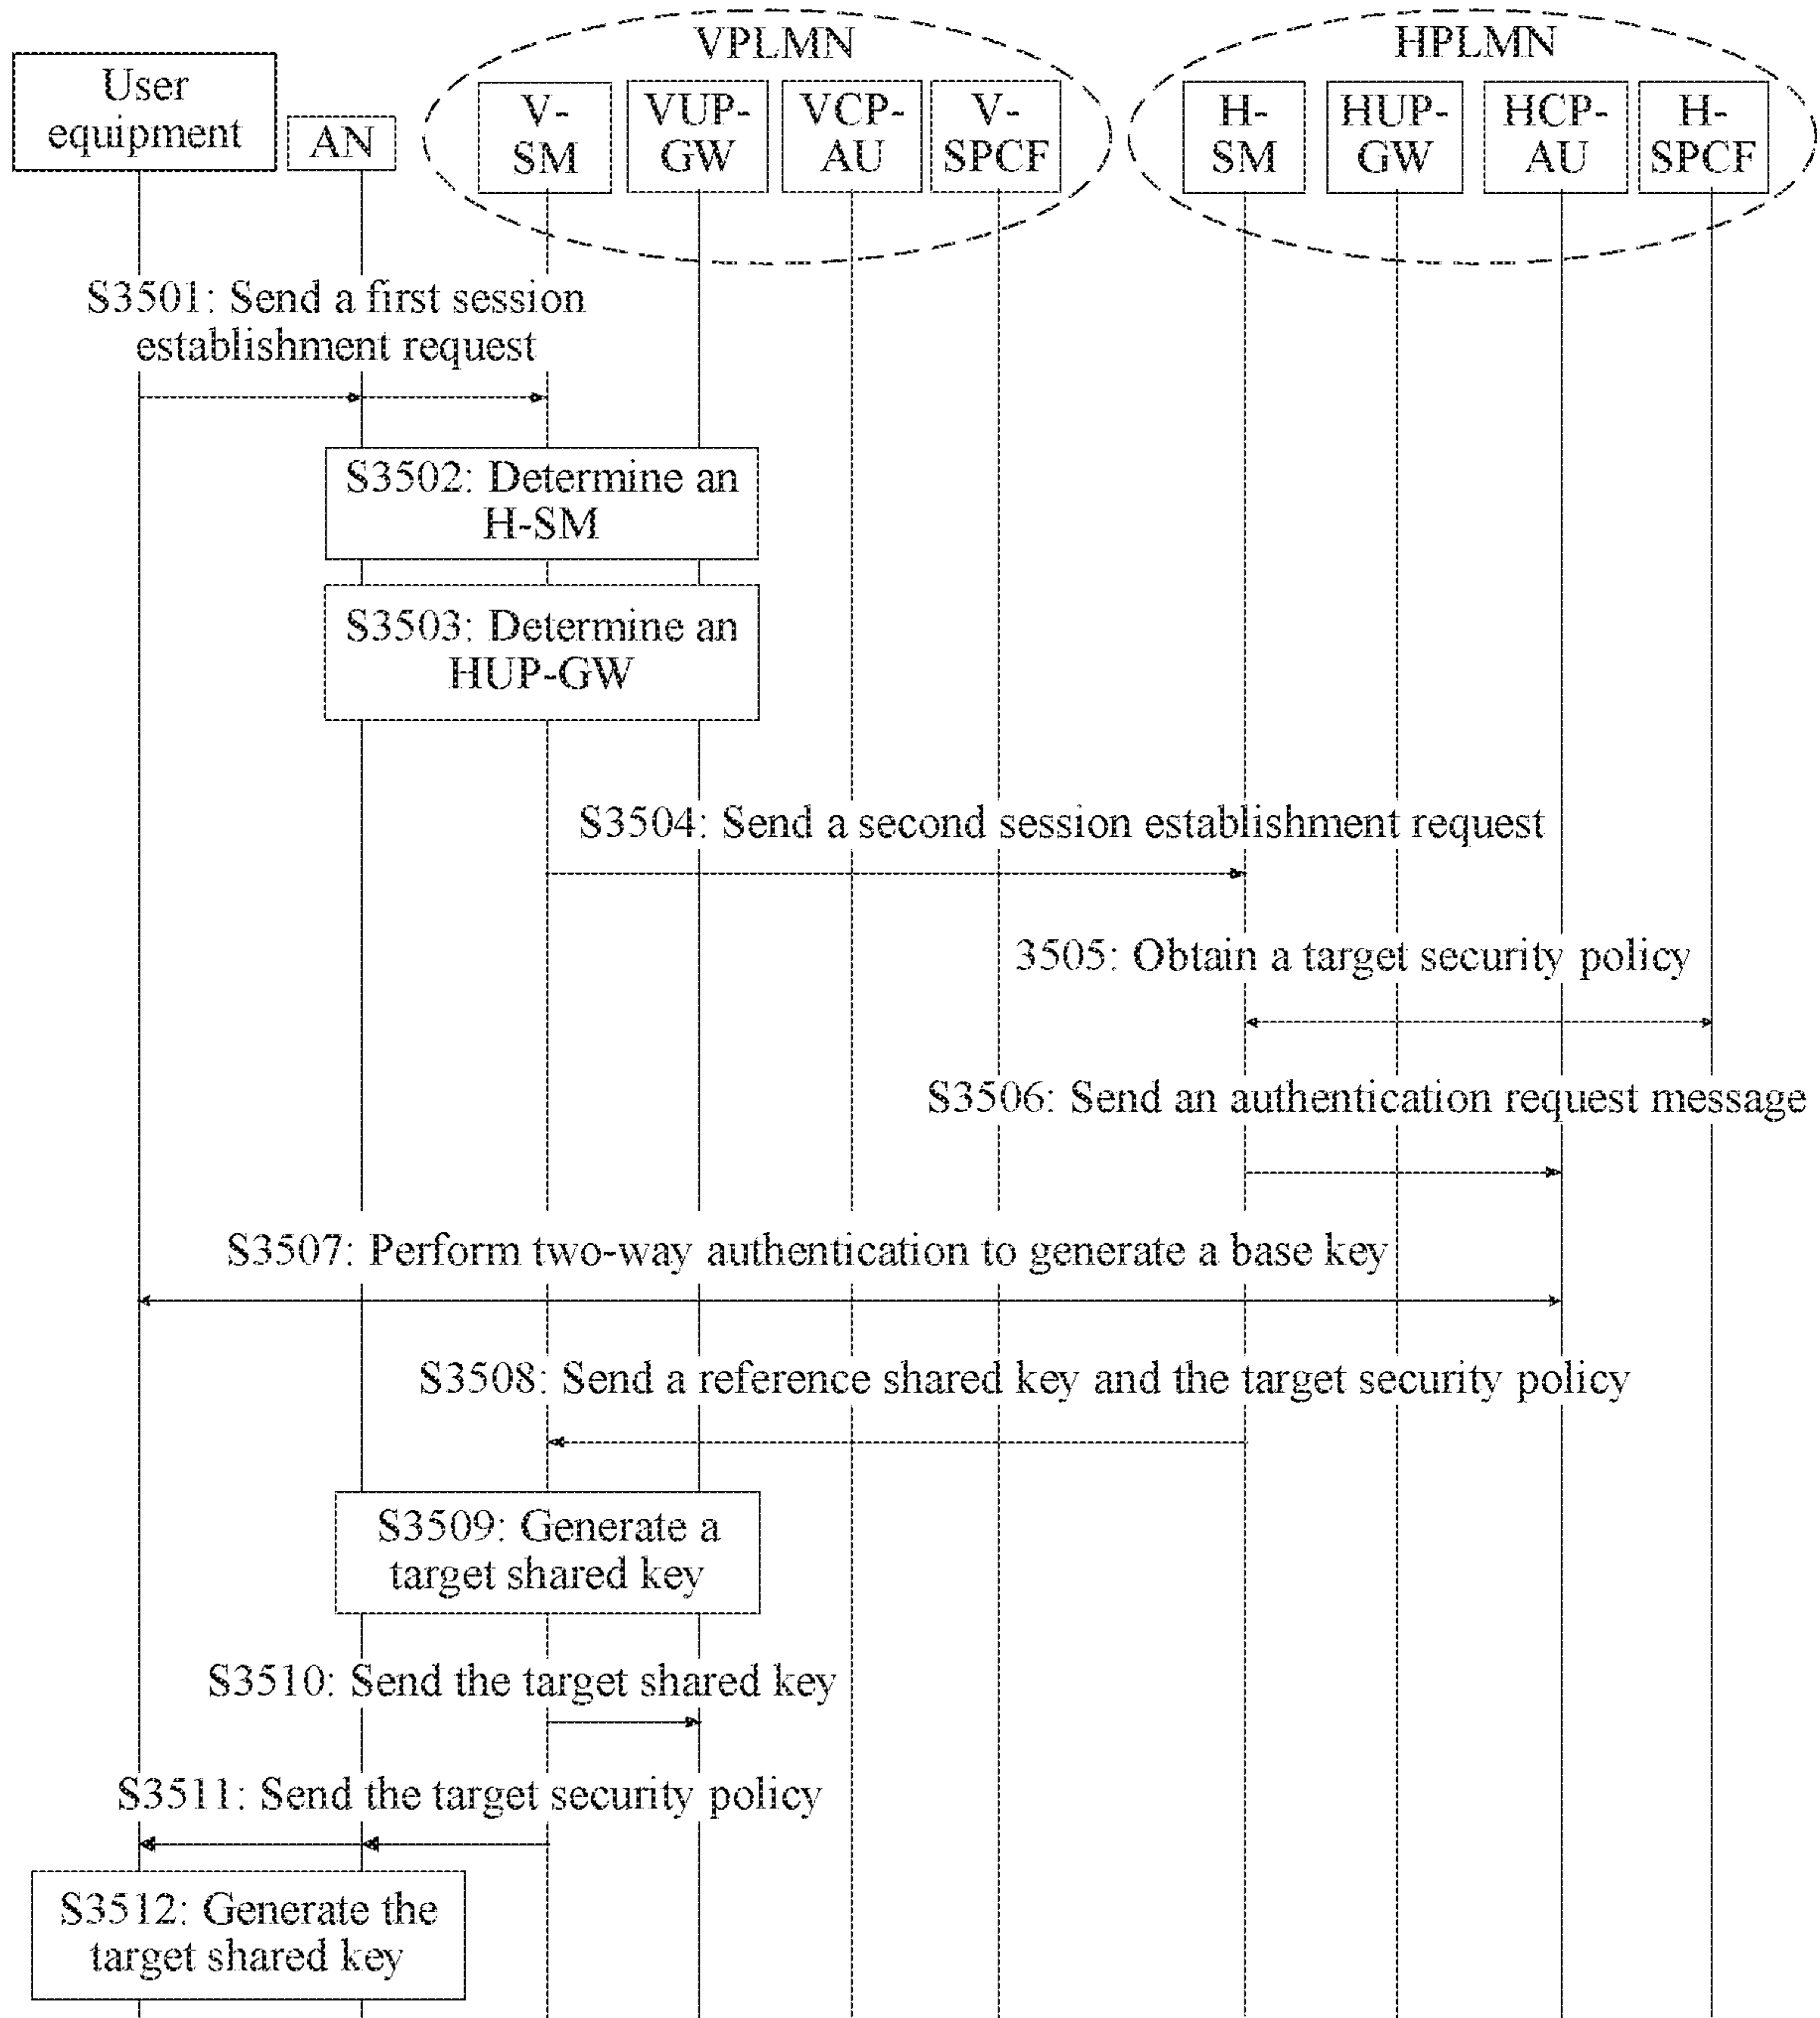 VPLMN
HPLMN
User
equipment
AN
V-
SM
VUP-
GW
VCP-
AU
V-
SPCF
H-
SM
HUP-
GW
HCP-
AU
H-
SPCF
S3501: Send a first session
establishment request
S3502: Determine an
H-SM
S3503: Determine an
HUP-GW
S3504: Send a second session establishment request
3505: Obtain a target security policy
S3506: Send an authentication request message
S3507: Perform two-way authentication to generate a base key
S3508: Send a reference shared key and the target security policy
S3509: Generate a
target shared key
S3510: Send the target shared key
S3511: Send the target security policy
S3512: Generate the
target shared key